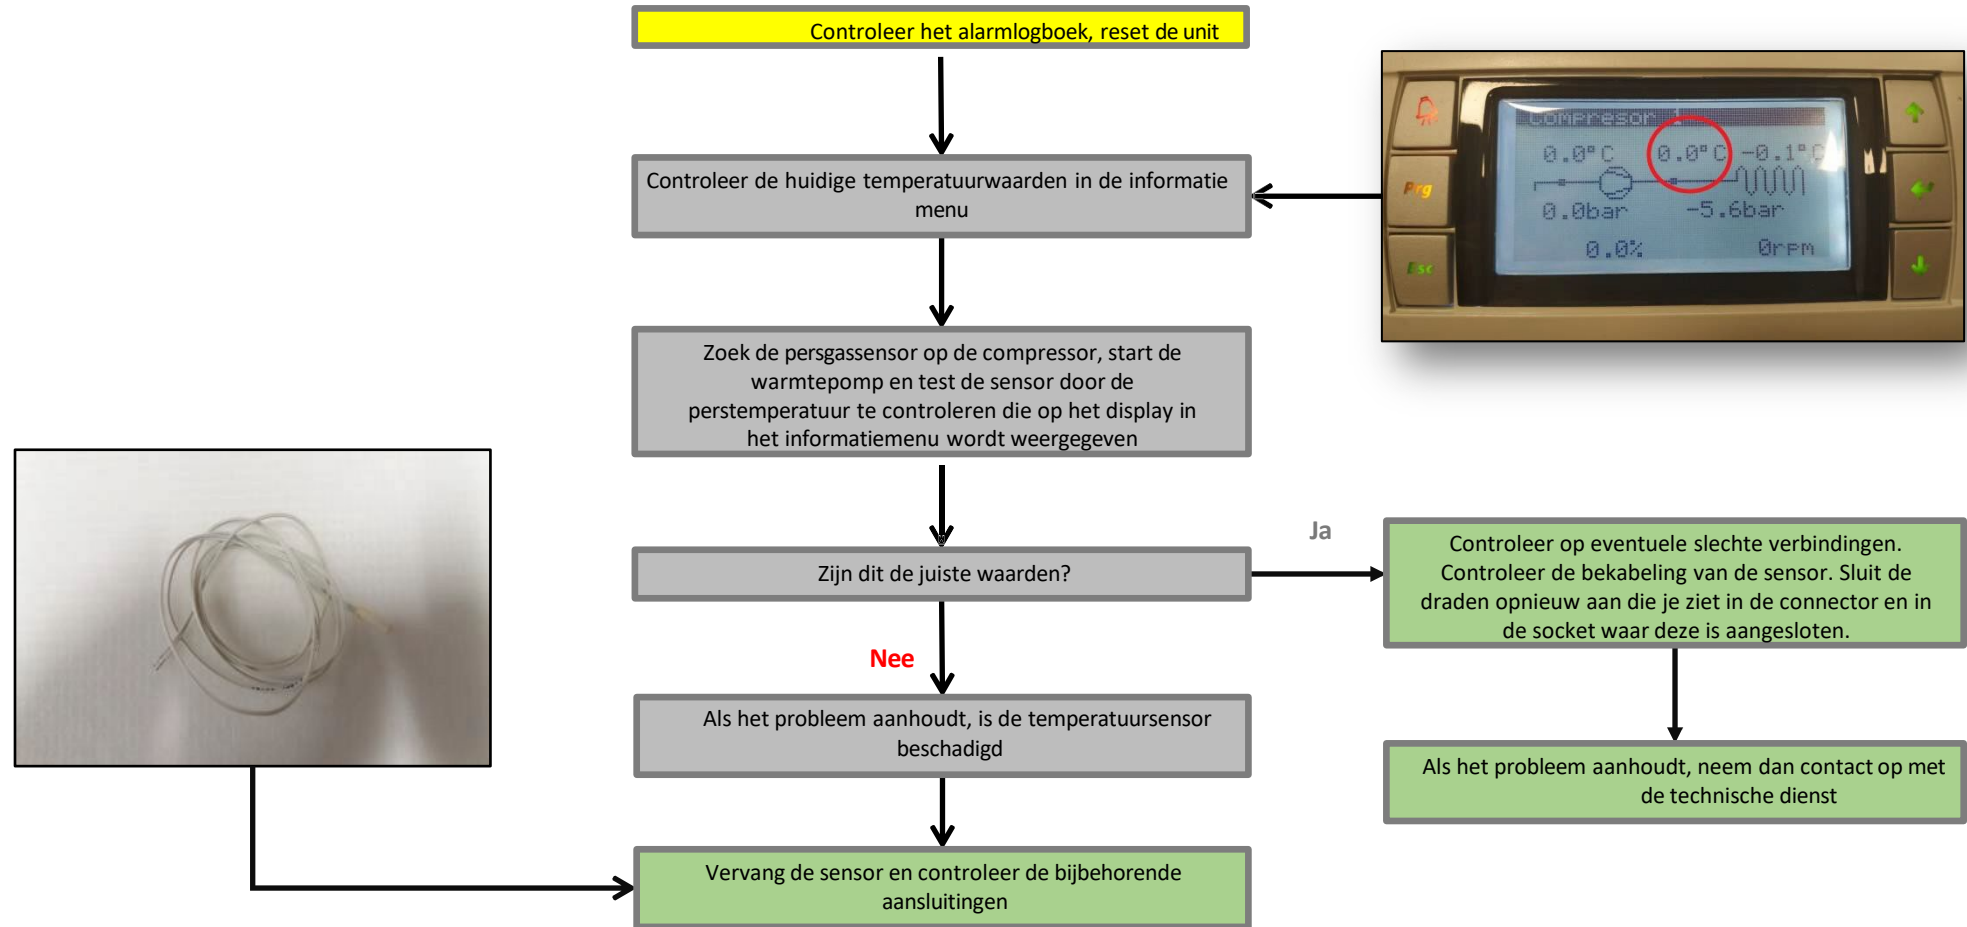 Controleer het alarmlogboek, reset de unit
Compresor 1
0.0°C 0.0°C -0.1°C
0.0bar -5.6bar
0.0% 0rpm
Prg
Esc
Controleer de huidige temperatuurwaarden in de informatie
menu
Zoek de persgassensor op de compressor, start de
warmtepomp en test de sensor door de
perstemperatuur te controleren die op het display in
het informatiemenu wordt weergegeven
Zijn dit de juiste waarden?
Ja
Controleer op eventuele slechte verbindingen.
Controleer de bekabeling van de sensor. Sluit de
draden opnieuw aan die je ziet in de connector en in
de socket waar deze is aangesloten.
Nee
Als het probleem aanhoudt, is de temperatuursensor
beschadigd
Als het probleem aanhoudt, neem dan contact op met
de technische dienst
Vervang de sensor en controleer de bijbehorende
aansluitingen